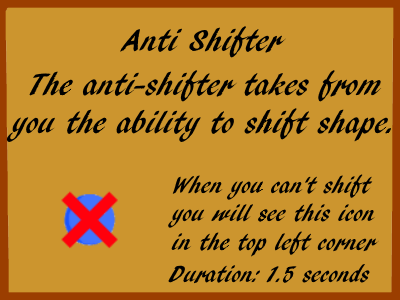 Anti Shifter
The anti-shifter takes from
you the ability to shift shape.
When you can't shift
you will see this icon
in the top left corner
Duration: 1.5 seconds